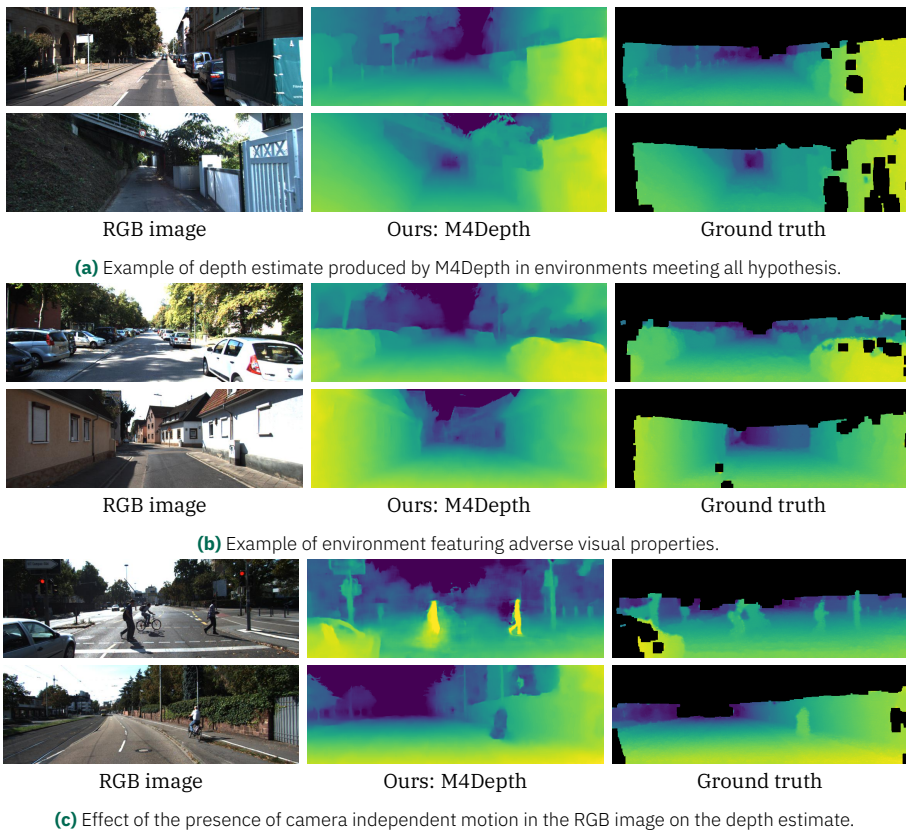 RGB image
Ours: M4Depth
Ground truth
(a) Example of depth estimate produced by M4Depth in environments meeting all hypothesis.
RGB image
Ours: M4Depth
Ground truth
(b) Example of environment featuring adverse visual properties.
RGB image
Ours: M4Depth
Ground truth
(c) Effect of the presence of camera independent motion in the RGB image on the depth estimate.